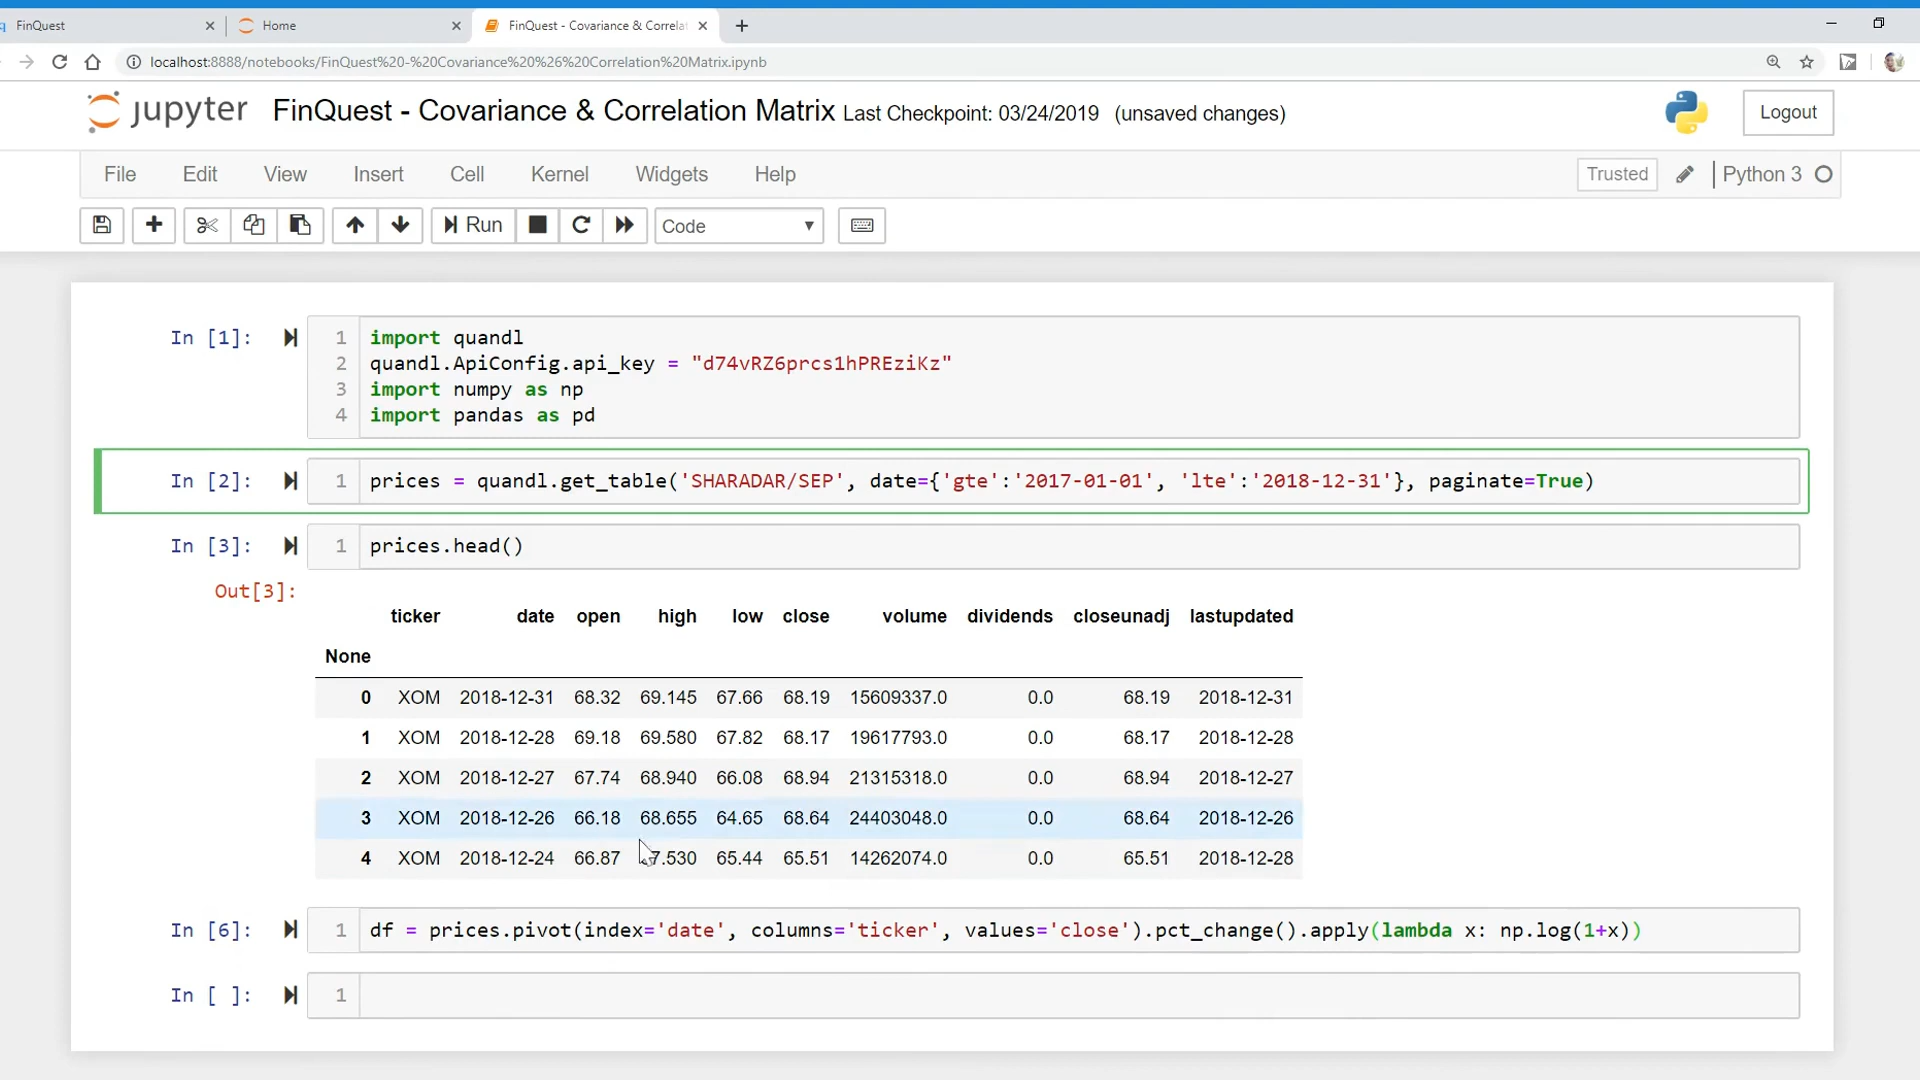 FinQuest
Home
FinQuest - Covariance & Correlat
localhost:8888/notebooks/FinQuest%20-%20Covariance%20%26%20Correlation%20Matrix.ipynb
jupyter FinQuest - Covariance & Correlation Matrix Last Checkpoint: 03/24/2019 (unsaved changes)
Logout
File Edit View Insert Cell Kernel Widgets Help
Trusted Python 3
Run Code
In [1]:
1 import quandl
2 quandl.ApiConfig.api_key = "d74vRZ6prcs1hPREziKz"
3 import numpy as np
4 import pandas as pd
In [2]: 1 prices = quandl.get_table('SHARADAR/SEP', date={'gte':'2017-01-01', 'lte':'2018-12-31'}, paginate=True)
In [3]: 1 prices.head()
Out[3]:
ticker date open high low close volume dividends closeunadj lastupdated
None
0 XOM 2018-12-31 68.32 69.145 67.66 68.19 15609337.0 0.0 68.19 2018-12-31
1 XOM 2018-12-28 69.18 69.580 67.82 68.17 19617793.0 0.0 68.17 2018-12-28
2 XOM 2018-12-27 67.74 68.940 66.08 68.94 21315318.0 0.0 68.94 2018-12-27
3 XOM 2018-12-26 66.18 68.655 64.65 68.64 24403048.0 0.0 68.64 2018-12-26
4 XOM 2018-12-24 66.87 7.530 65.44 65.51 14262074.0 0.0 65.51 2018-12-28
In [6]: 1 df = prices.pivot(index='date', columns='ticker', values='close').pct_change().apply(lambda x: np.log(1+x))
In [ ]: 1